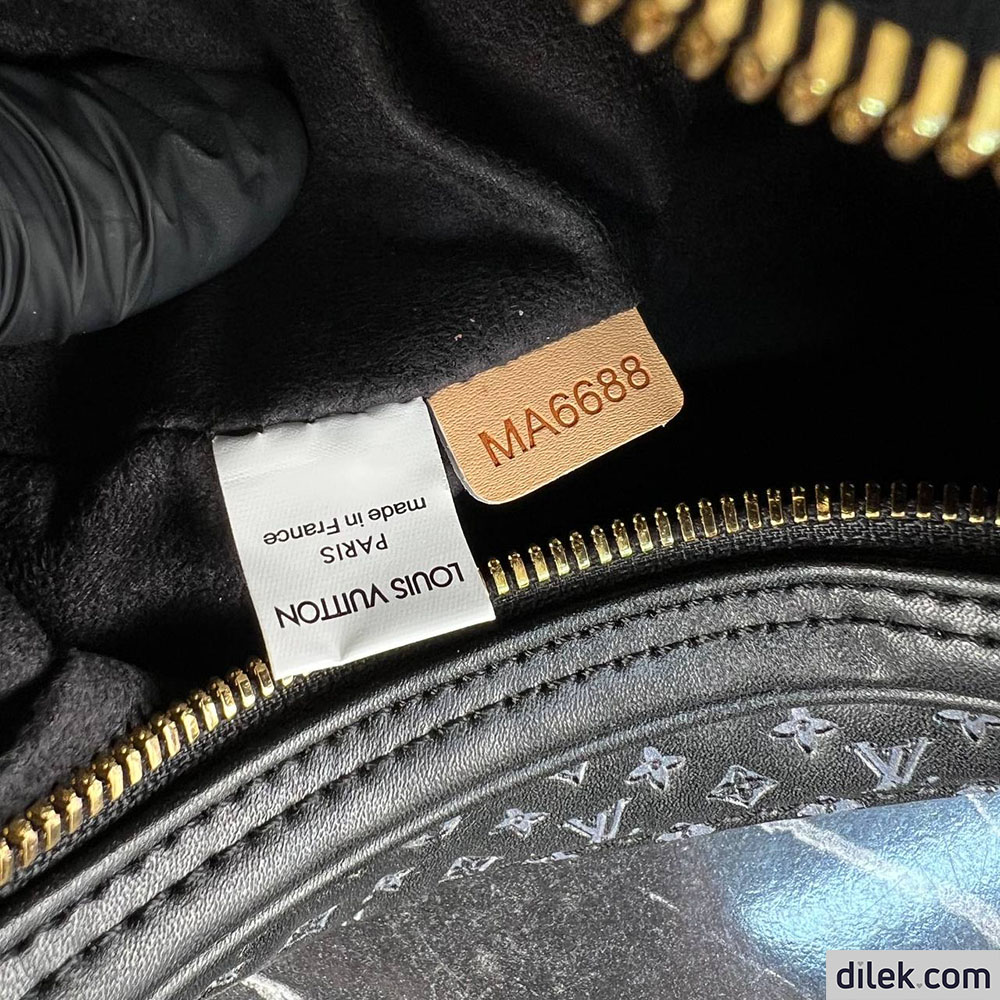 MA6688
LOUIS VUITTON
PARIS
made in France
dilek.com